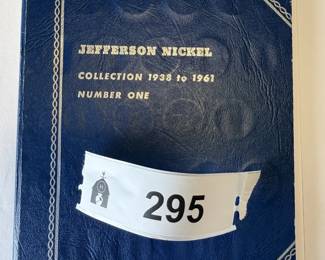 JEFFERSON NICKEL
COLLECTION 1938 to 1961
NUMBER ONE
295